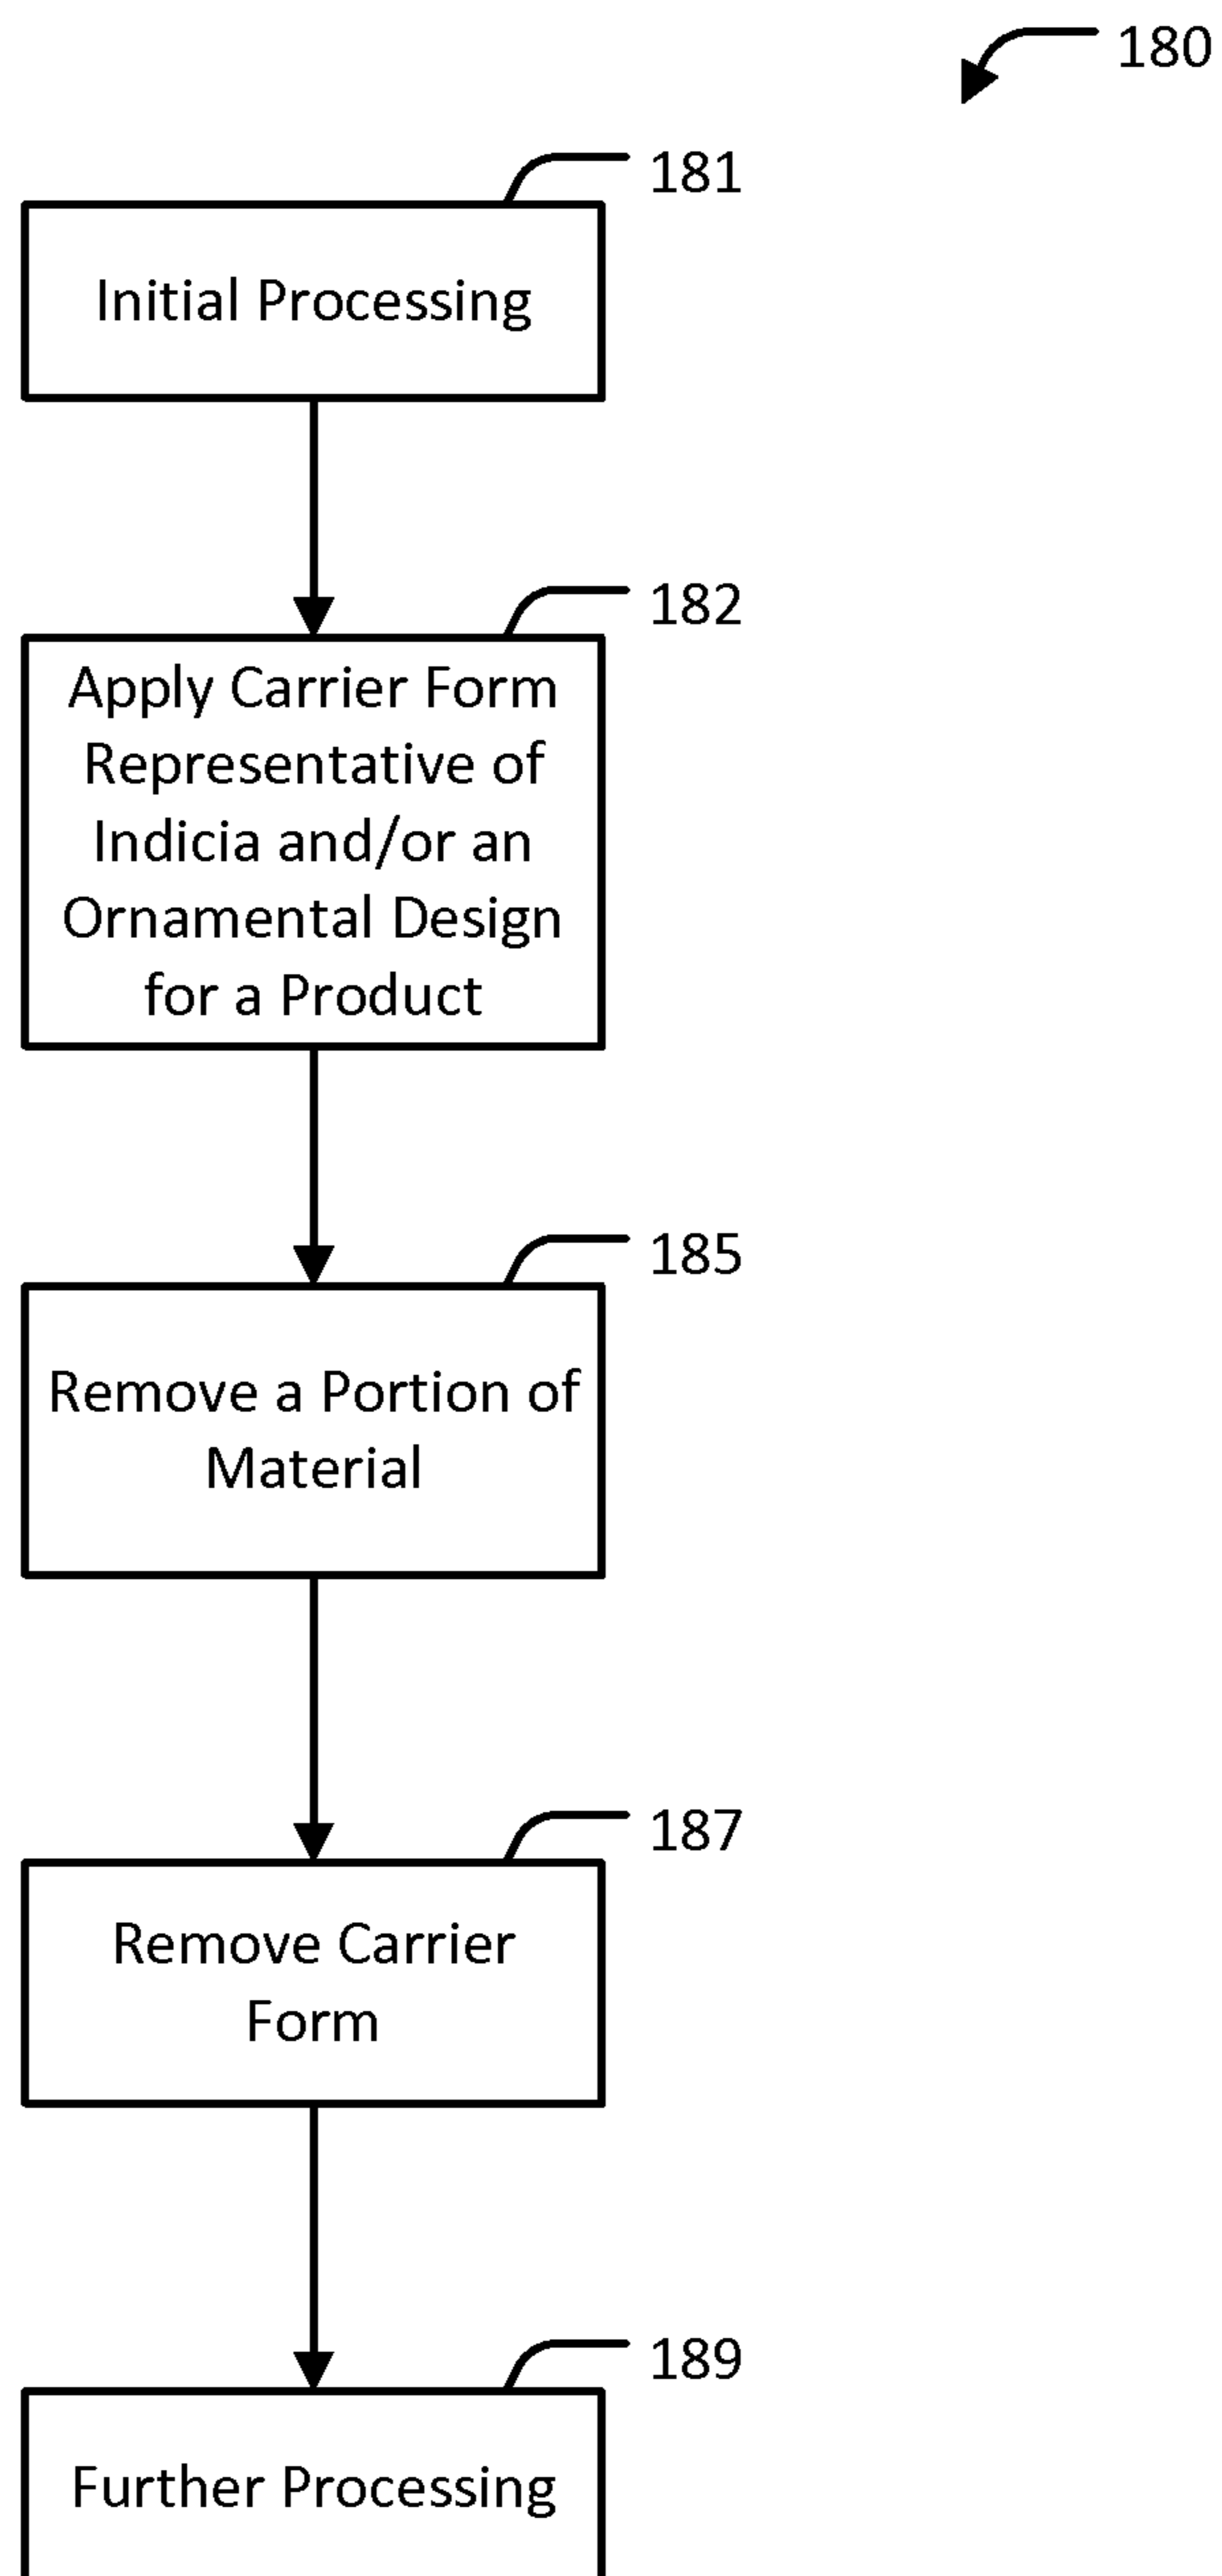 180
181
Initial Processing
182
Apply Carrier Form
Representative of
Indicia and/or an
Ornamental Design
for a Product
185
Remove a Portion of
Material
187
Remove Carrier
Form
189
Further Processing